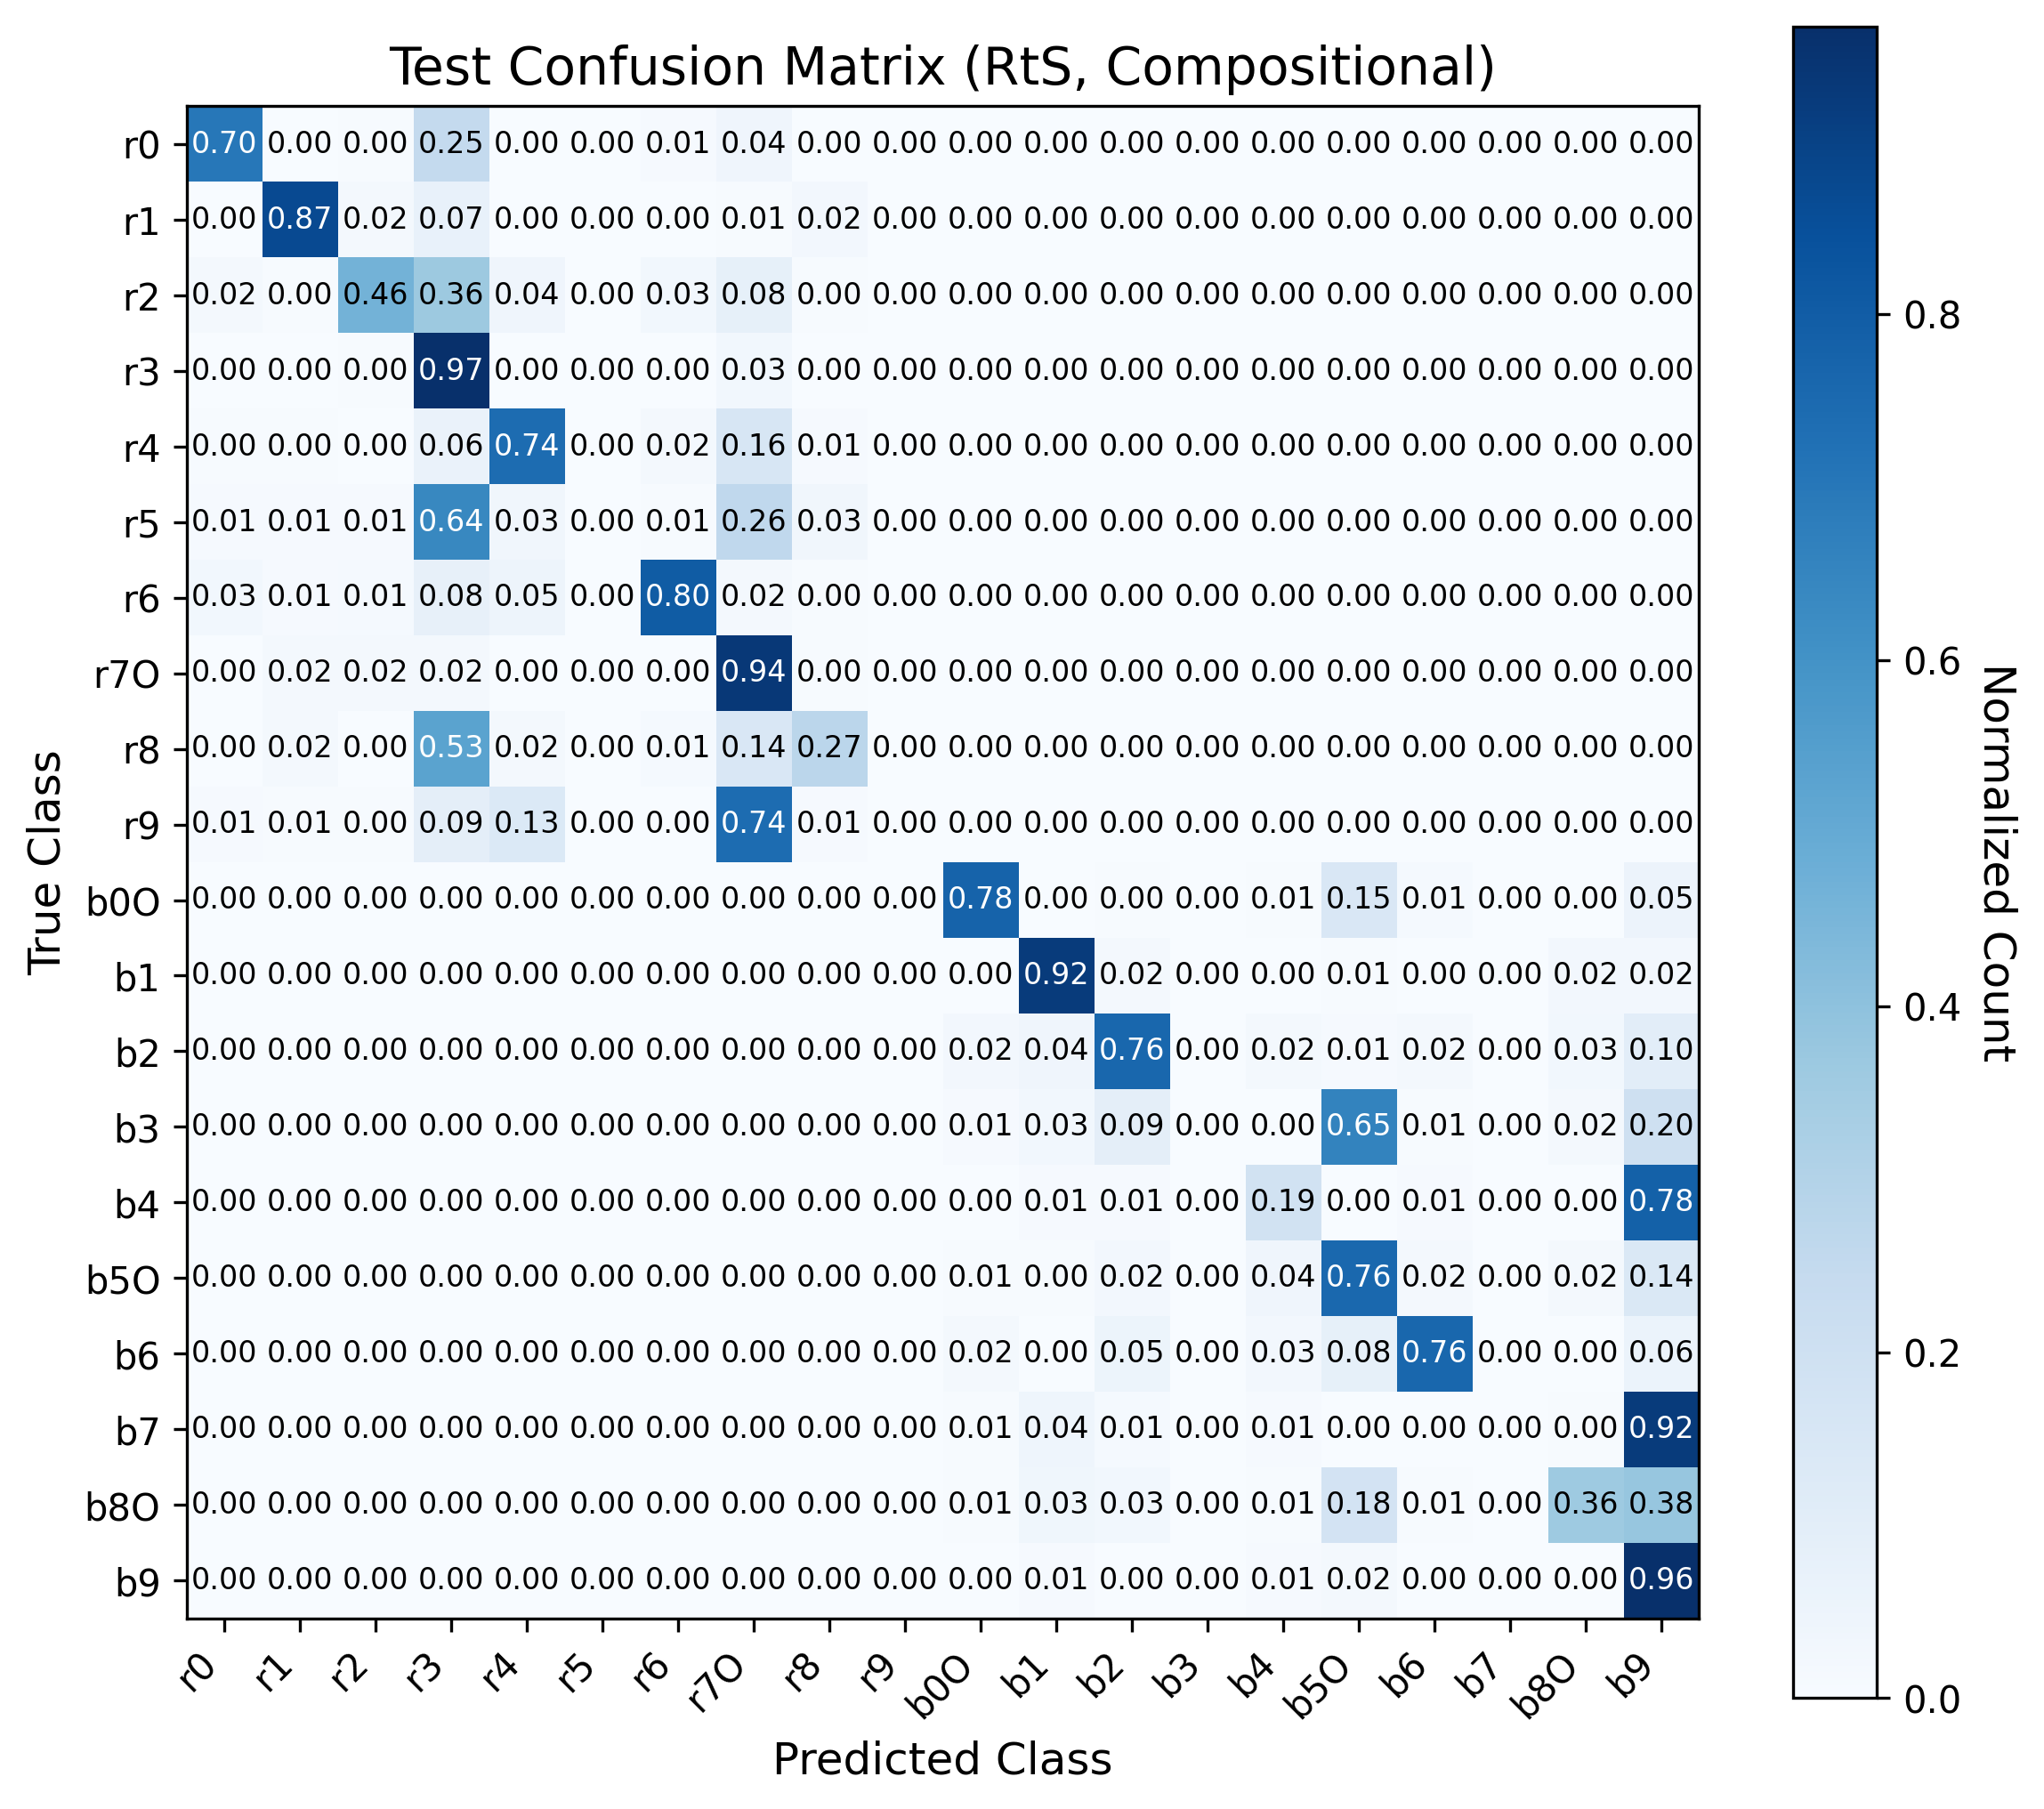 Test Confusion Matrix (RtS, Compositional)
r0 0.70 0.00 0.00 0.25 0.00 0.00 0.01 0.04 0.00 0.00 0.00 0.00 0.00 0.00 0.00 0.00 0.00 0.00 0.00 0.00
r1 0.00 0.87 0.02 0.07 0.00 0.00 0.00 0.01 0.02 0.00 0.00 0.00 0.00 0.00 0.00 0.00 0.00 0.00 0.00 0.00
r2 0.02 0.00 0.46 0.36 0.04 0.00 0.03 0.08 0.00 0.00 0.00 0.00 0.00 0.00 0.00 0.00 0.00 0.00 0.00 0.00
r3 0.00 0.00 0.00 0.97 0.00 0.00 0.00 0.03 0.00 0.00 0.00 0.00 0.00 0.00 0.00 0.00 0.00 0.00 0.00 0.00
r4 0.00 0.00 0.00 0.06 0.74 0.00 0.02 0.16 0.01 0.00 0.00 0.00 0.00 0.00 0.00 0.00 0.00 0.00 0.00 0.00
r5 0.01 0.01 0.01 0.64 0.03 0.00 0.01 0.26 0.03 0.00 0.00 0.00 0.00 0.00 0.00 0.00 0.00 0.00 0.00 0.00
r6 0.03 0.01 0.01 0.08 0.05 0.00 0.80 0.02 0.00 0.00 0.00 0.00 0.00 0.00 0.00 0.00 0.00 0.00 0.00 0.00
r7O 0.00 0.02 0.02 0.02 0.00 0.00 0.00 0.94 0.00 0.00 0.00 0.00 0.00 0.00 0.00 0.00 0.00 0.00 0.00 0.00
r8 0.00 0.02 0.00 0.53 0.02 0.00 0.01 0.14 0.27 0.00 0.00 0.00 0.00 0.00 0.00 0.00 0.00 0.00 0.00 0.00
r9 0.01 0.01 0.00 0.09 0.13 0.00 0.00 0.74 0.01 0.00 0.00 0.00 0.00 0.00 0.00 0.00 0.00 0.00 0.00 0.00
b0O 0.00 0.00 0.00 0.00 0.00 0.00 0.00 0.00 0.00 0.00 0.78 0.00 0.00 0.00 0.01 0.15 0.01 0.00 0.00 0.05
b1 0.00 0.00 0.00 0.00 0.00 0.00 0.00 0.00 0.00 0.00 0.00 0.92 0.02 0.00 0.00 0.01 0.00 0.00 0.02 0.02
b2 0.00 0.00 0.00 0.00 0.00 0.00 0.00 0.00 0.00 0.00 0.02 0.04 0.76 0.00 0.02 0.01 0.02 0.00 0.03 0.10
b3 0.00 0.00 0.00 0.00 0.00 0.00 0.00 0.00 0.00 0.00 0.01 0.03 0.09 0.00 0.00 0.65 0.01 0.00 0.02 0.20
b4 0.00 0.00 0.00 0.00 0.00 0.00 0.00 0.00 0.00 0.00 0.00 0.01 0.01 0.00 0.19 0.00 0.01 0.00 0.00 0.78
b5O 0.00 0.00 0.00 0.00 0.00 0.00 0.00 0.00 0.00 0.00 0.01 0.00 0.02 0.00 0.04 0.76 0.02 0.00 0.02 0.14
b6 0.00 0.00 0.00 0.00 0.00 0.00 0.00 0.00 0.00 0.00 0.02 0.00 0.05 0.00 0.03 0.08 0.76 0.00 0.00 0.06
b7 0.00 0.00 0.00 0.00 0.00 0.00 0.00 0.00 0.00 0.00 0.01 0.04 0.01 0.00 0.01 0.00 0.00 0.00 0.00 0.92
b8O 0.00 0.00 0.00 0.00 0.00 0.00 0.00 0.00 0.00 0.00 0.01 0.03 0.03 0.00 0.01 0.18 0.01 0.00 0.36 0.38
b9 0.00 0.00 0.00 0.00 0.00 0.00 0.00 0.00 0.00 0.00 0.00 0.01 0.00 0.00 0.01 0.02 0.00 0.00 0.00 0.96
r0 r1 r2 r3 r4 r5 r6 r7O r8 r9 b0O b1 b2 b3 b4 b5O b6 b7 b8O b9
Predicted Class
True Class
0.8
0.6
0.4
0.2
0.0
Normalized Count